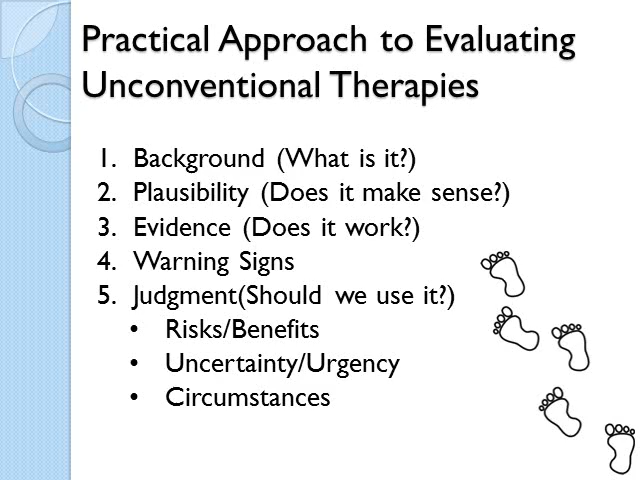 Practical Approach to Evaluating
Unconventional Therapies
1. Background (What is it?)
2. Plausibility (Does it make sense?)
3. Evidence (Does it work?)
4. Warning Signs
5. Judgment(Should we use it?)
• Risks/Benefits
• Uncertainty/Urgency
• Circumstances